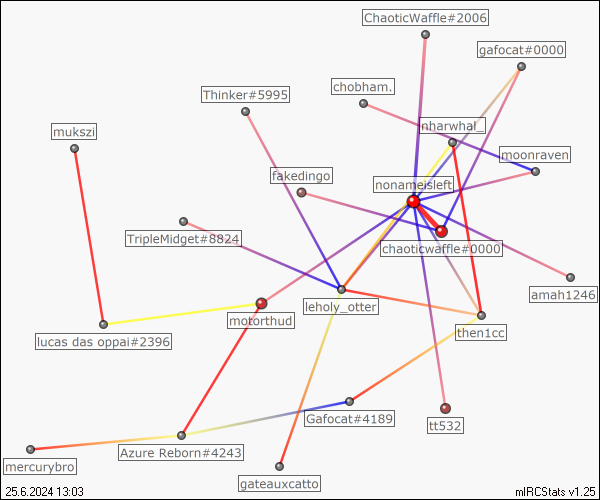 ChaoticWaffle#2006
gafocat#0000
chobham.
Thinker#5995
nharwhal_
mukszi
moonraven
fakedingo
nonameisleft
TripleMidget#8824
chaoticwaffle#0000
amah1246
leholy_otter
motorthud
then1cc
lucas das oppai#2396
Gafocat#4189
tt532
Azure Reborn#4243
mercurybro
gateauxcatto
25.6.2024 13:03
mIRCStats v1.25